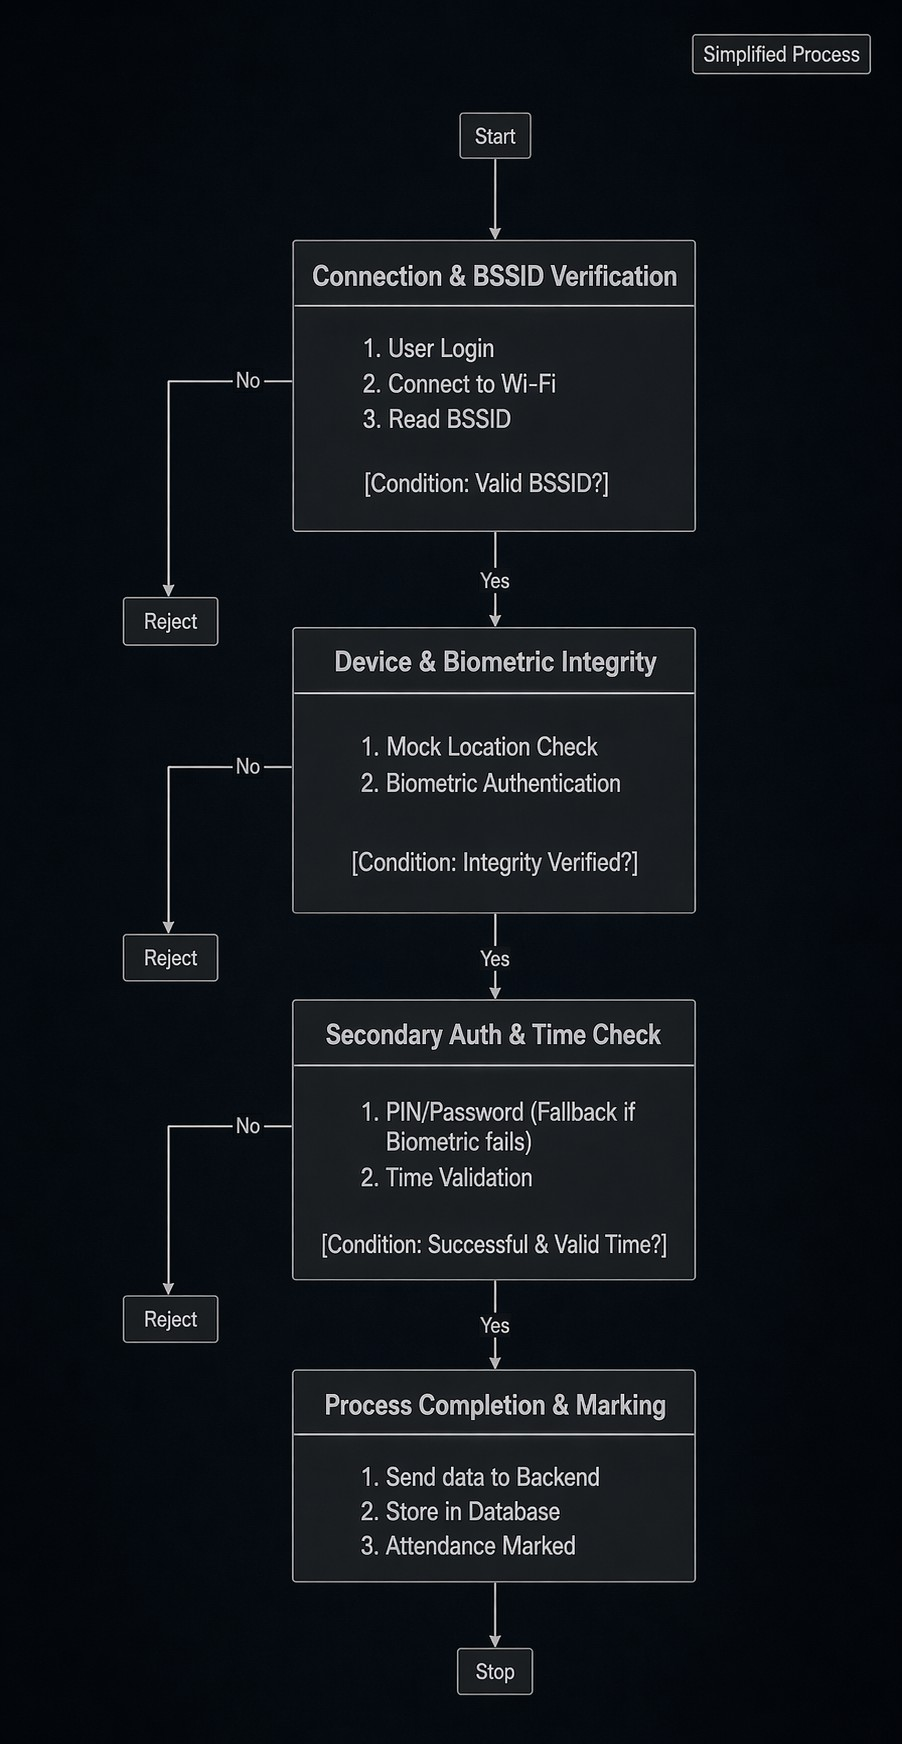 Simplified Process
Start
Connection & BSSID Verification
1. User Login
2. Connect to Wi-Fi
3. Read BSSID
[Condition: Valid BSSID?]
No
Reject
Yes
Device & Biometric Integrity
1. Mock Location Check
2. Biometric Authentication
[Condition: Integrity Verified?]
No
Reject
Yes
Secondary Auth & Time Check
1. PIN/Password (Fallback if
Biometric fails)
2. Time Validation
[Condition: Successful & Valid Time?]
No
Reject
Yes
Process Completion & Marking
1. Send data to Backend
2. Store in Database
3. Attendance Marked
Stop